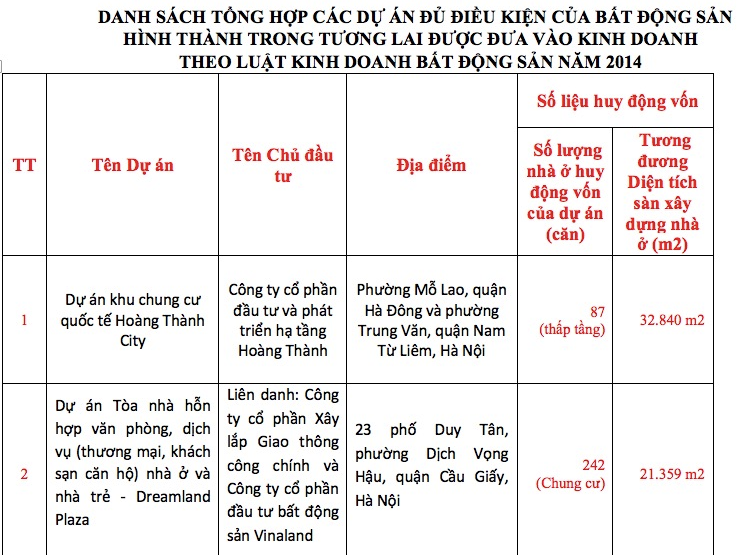 DANH SÁCH TỔNG HỢP CÁC DỰ ÁN ĐỦ ĐIỀU KIỆN CỦA BẤT ĐỘNG SẢN
HÌNH THÀNH TRONG TƯƠNG LAI ĐƯỢC ĐƯA VÀO KINH DOANH
THEO LUẬT KINH DOANH BẤT ĐỘNG SẢN NĂM 2014
TT
Tên Dự án
Tên Chủ đầu
tư
Địa điểm
Số liệu huy động vốn
Số lượng
nhà ở huy
động vốn
của dự án
(căn)
Tương
đương
Diện tích
sàn xây
dựng nhà
ở (m2)
1
Dự án khu chung cư
quốc tế Hoàng Thành
City
Công ty cổ phần
đầu tư và phát
triển hạ tầng
Hoàng Thành
Phường Mỗ Lao, quận
Hà Đông và phường
Trung Văn, quận Nam
Từ Liêm, Hà Nội
87
(thấp tầng)
32.840 m2
2
Dự án Tòa nhà hỗn
hợp văn phòng, dịch
vụ (thương mại, khách
sạn căn hộ) nhà ở và
nhà trẻ - Dreamland
Plaza
Liên danh: Công
ty cổ phần Xây
lắp Giao thông
công chính và
Công ty cổ phần
đầu tư bất động
sản Vinaland
23 phố Duy Tân,
phường Dịch Vọng
Hậu, quận Cầu Giấy,
Hà Nội
242
(Chung cư)
21.359 m2